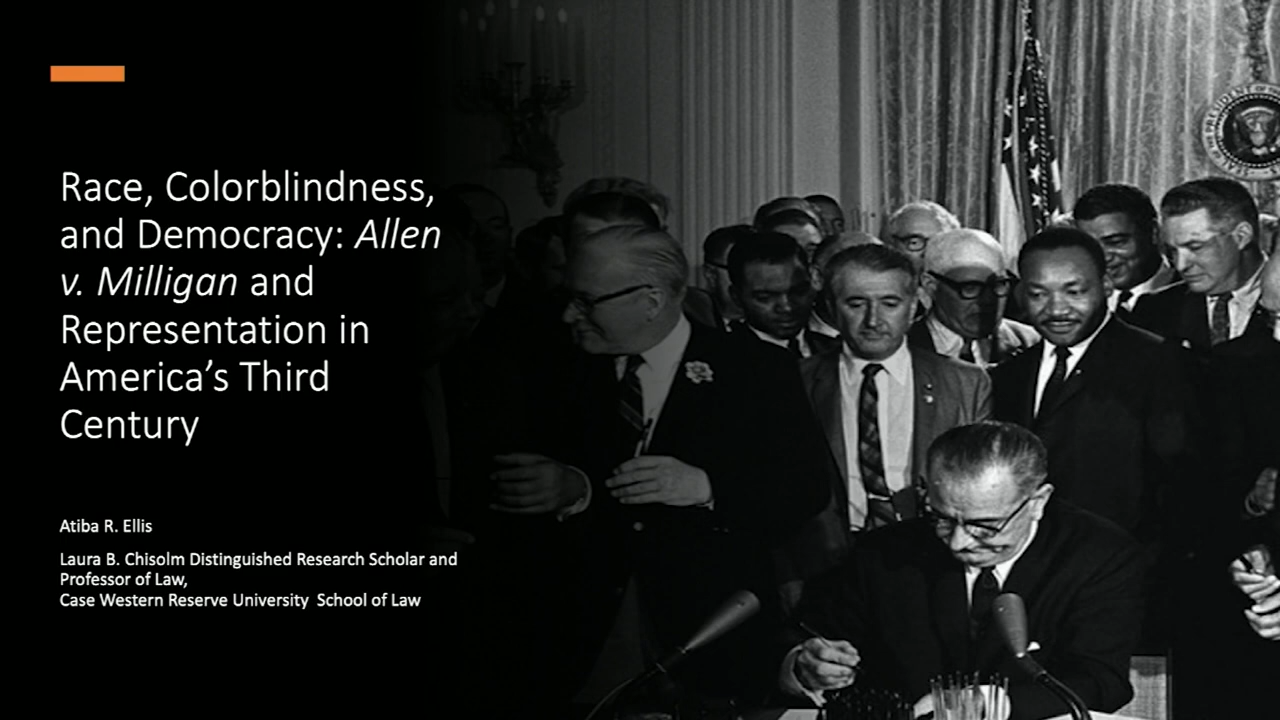 Race, Colorblindness,
and Democracy: Allen
v. Milligan and
Representation in
America's Third
Century
Atiba R. Ellis
Laura B. Chisolm Distinguished Research Scholar and
Professor of Law,
Case Western Reserve University School of Law